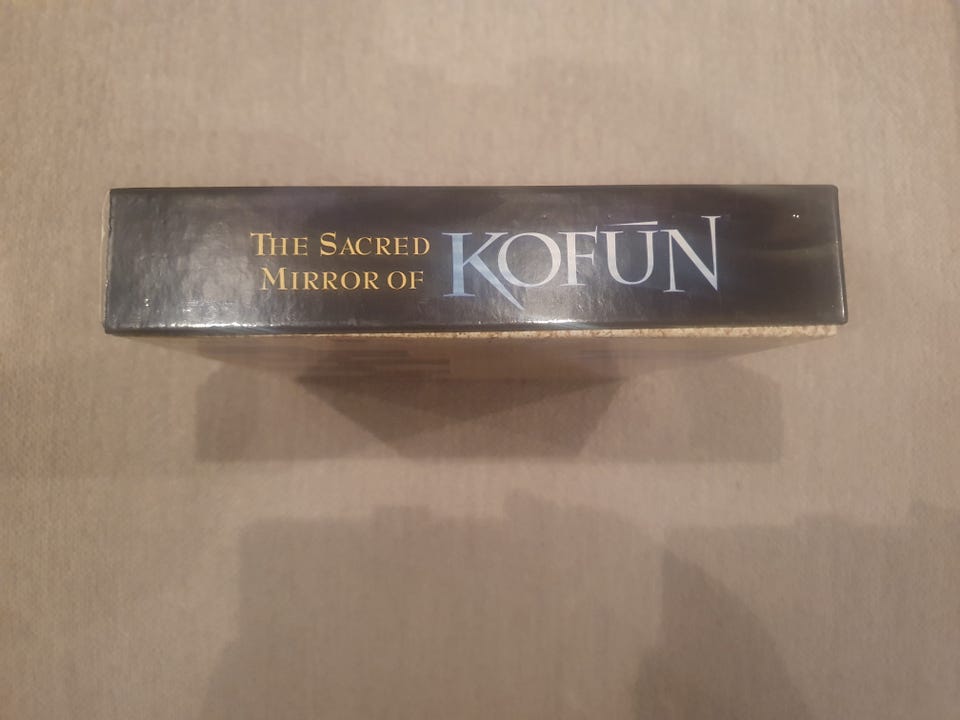 The Sacred
Mirror of
KOFŪN